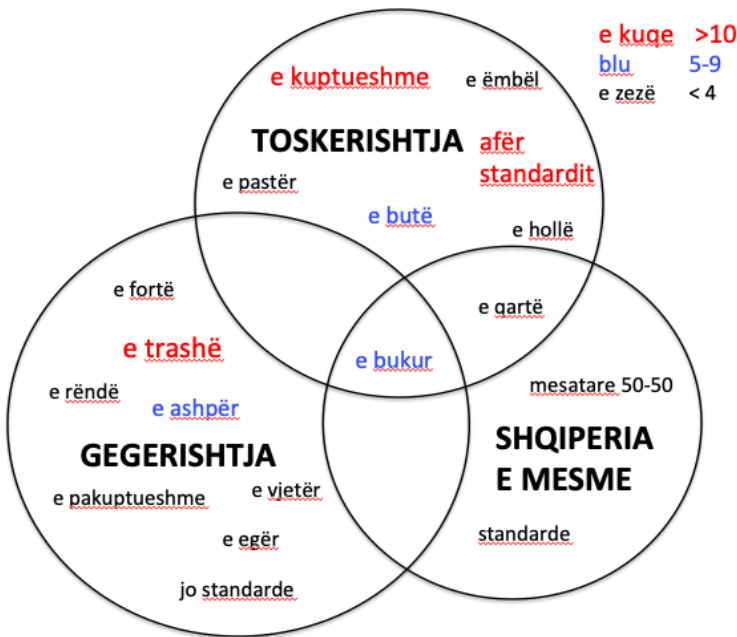 e kuqe >10
blu 5-9
e zezë < 4
e kuptueshme
e ëmbël
TOSKERISHTJA
afër
standardit
e pastër
e butë
e hollë
e fortë
e qartë
e trashë
e bukur
e rëndë
mesatare 50-50
e ashpër
GEGERISHTJA
SHQIPERIA
E MESME
e pakuptueshme
e vjetër
e egër
standarde
jo standarde